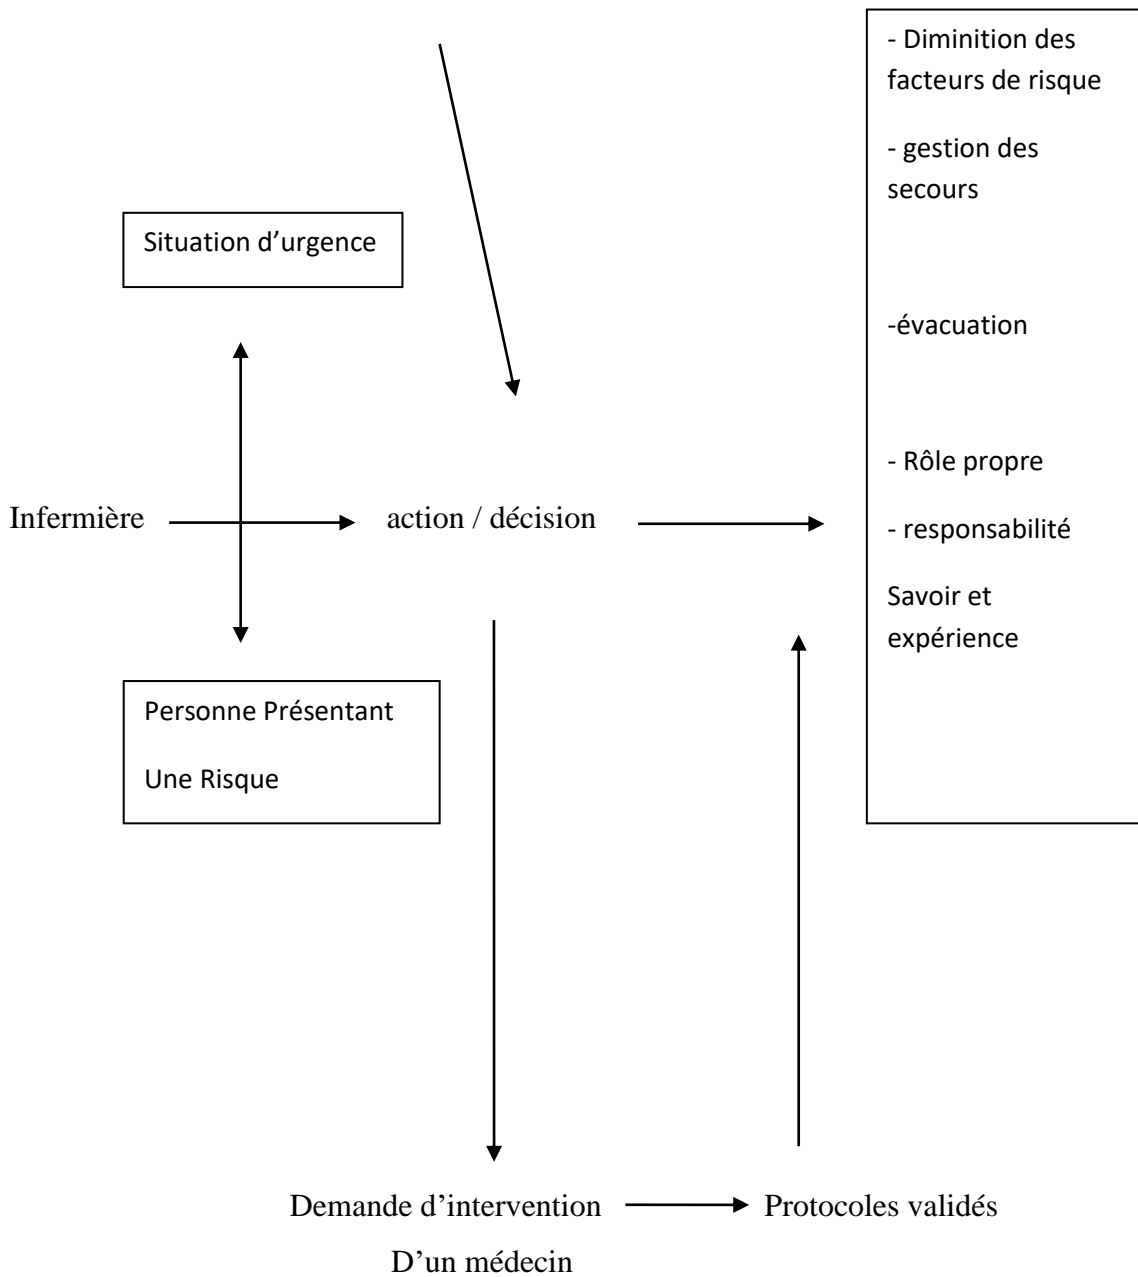 - Diminition des
facteurs de risque
- gestion des
secours
Situation d’urgence
-évacuation
- Rôle propre
Infermière
action / décision
- responsabilité
Savoir et
expérience
Personne Présentant
Une Risque
Demande d’intervention
Protocoles validés
D’un médecin